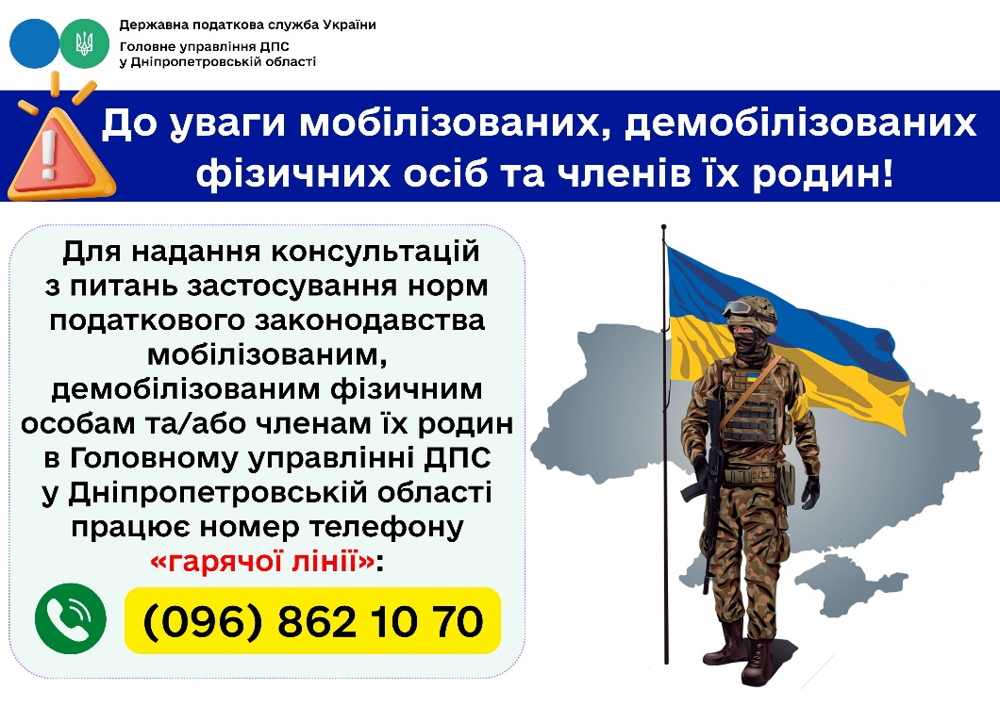 Державна податкова служба України
Головне управління ДПС
у Дніпропетровській області
До уваги мобілізованих, демобілізованих
фізичних осіб та членів їх родин!
Для надання консультацій
з питань застосування норм
податкового законодавства
мобілізованим,
демобілізованим фізичним
особам та/або членам їх родин
в Головному управлінні ДПС
у Дніпропетровській області
працює номер телефону
«гарячої лінії»:
(096) 862 10 70